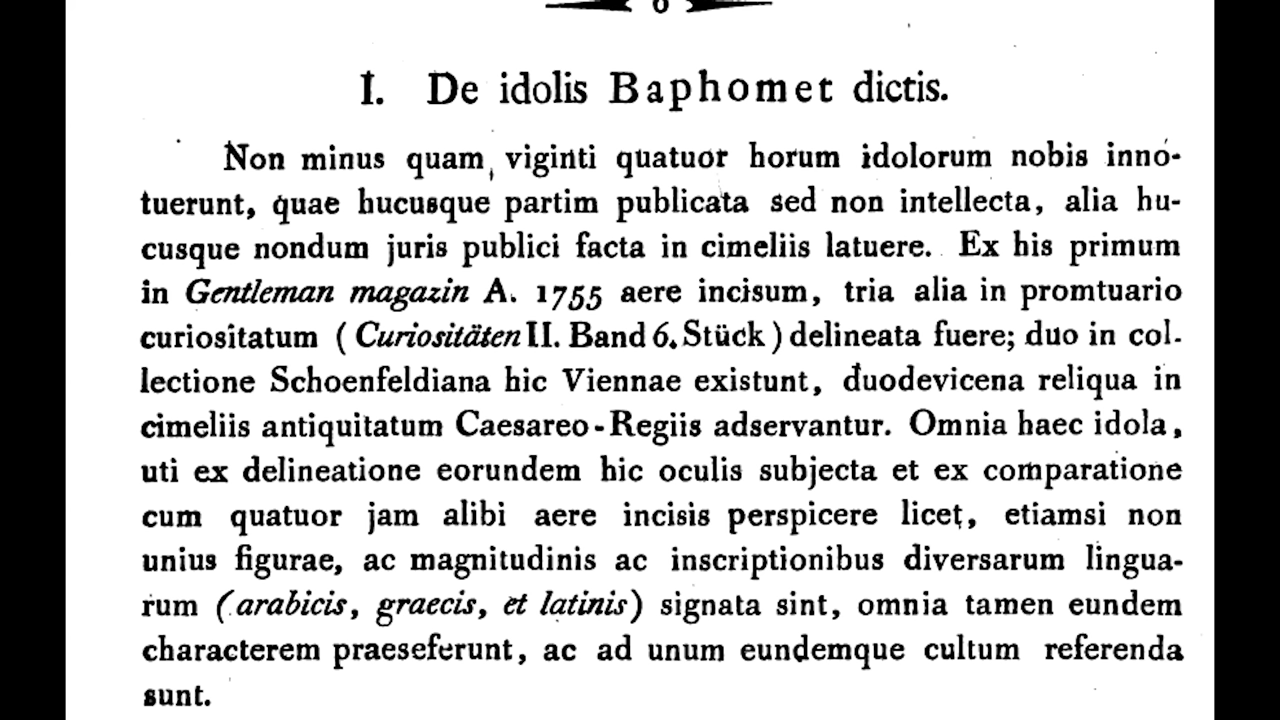 6
I. De idolis Baphomet dictis.
Non minus quam viginti quatuor horum idolorum nobis inno-
tuerunt, quae hucusque partim publicata sed non intellecta, alia hu-
cusque nondum juris publici facta in cimeliis latuere. Ex his primum
in Gentleman magazin A. 1755 aere incisum, tria alia in promtuario
curiositatum (Curiositäten II. Band 6. Stück) delineata fuere; duo in col-
lectione Schoenfeldiana hic Viennae existunt, duodevicena reliqua in
cimeliis antiquitatum Caesareo-Regiis adservantur. Omnia haec idola,
uti ex delineatione eorundem hic oculis subjecta et ex comparatione
cum quatuor jam alibi aere incisis perspicere licet, etiamsi non
unius figurae, ac magnitudinis ac inscriptionibus diversarum lingua-
rum (arabicis, graecis, et latinis) signata sint, omnia tamen eundem
characterem praeseferunt, ac ad unum eundemque cultum referenda
sunt.